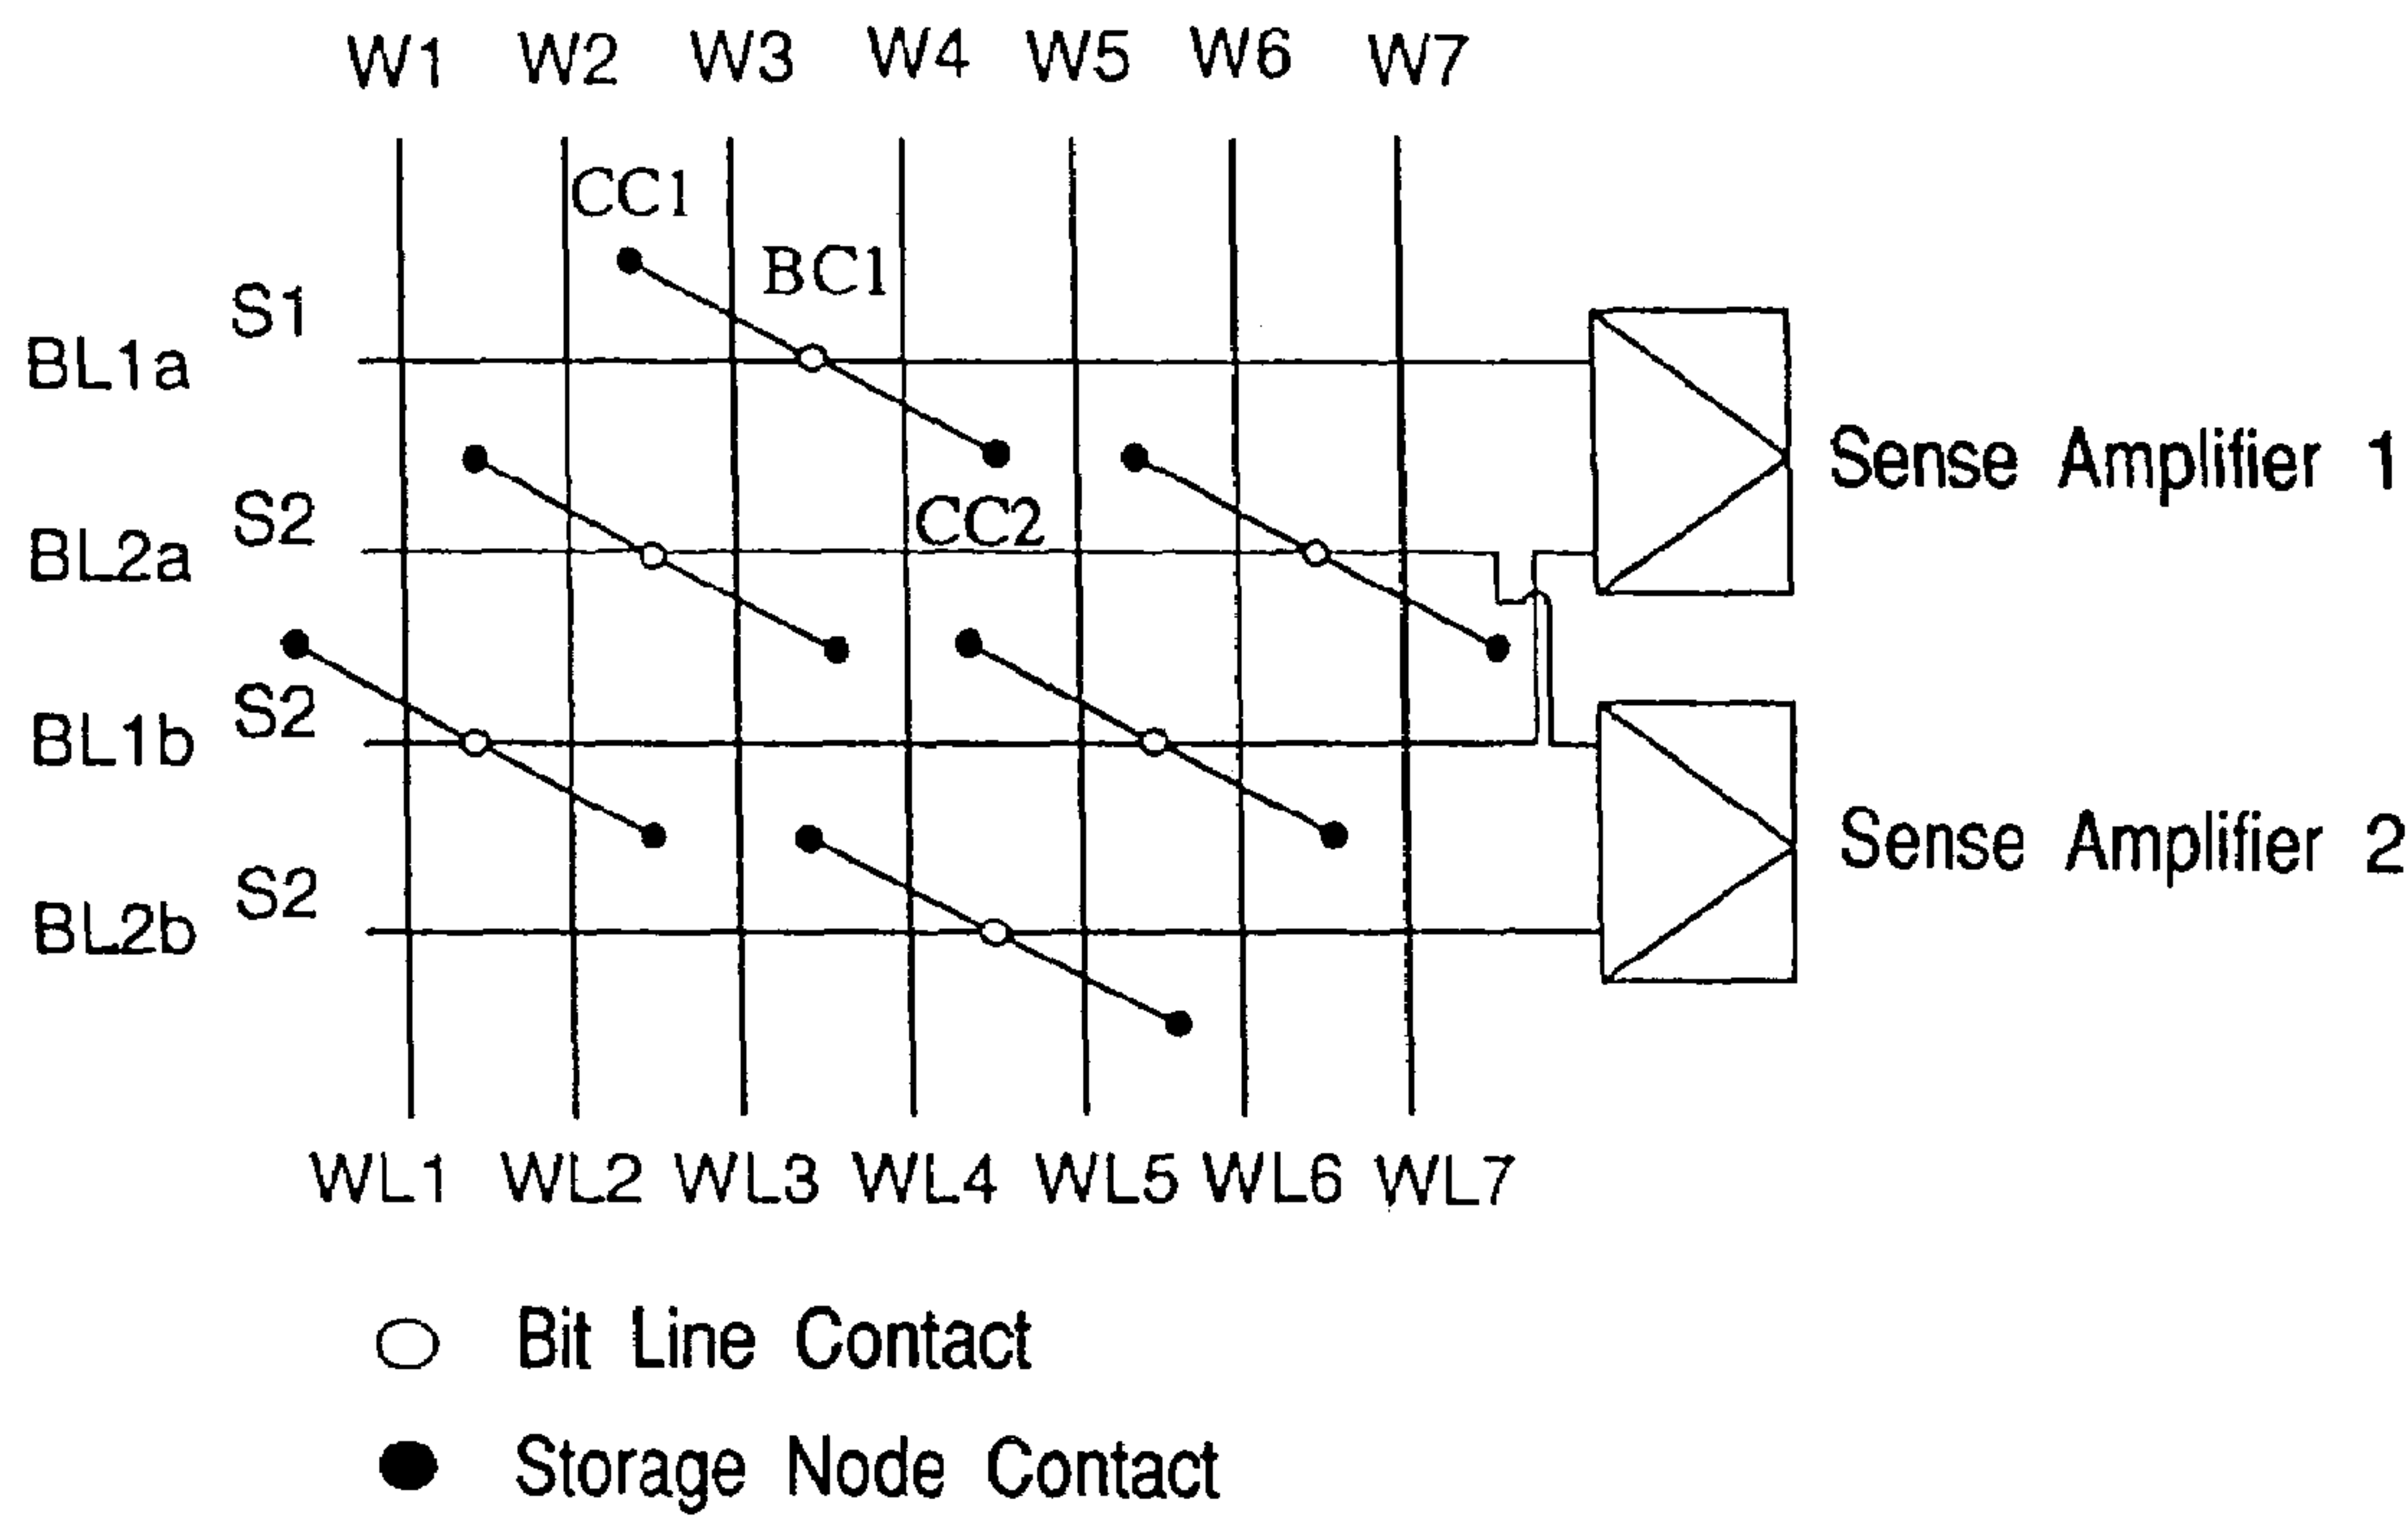 W1 W2 W3 W4 W5 W6 W7
CC1
BC1
S1
BL1a
Sense Amplifier 1
CC2
S2
BL2a
S2
BL1b
Sense Amplifier 2
S2
BL2b
WL1 WL2 WL3 WL4 WL5 WL6 WL7
Bit Line Contact
Storage Node Contact